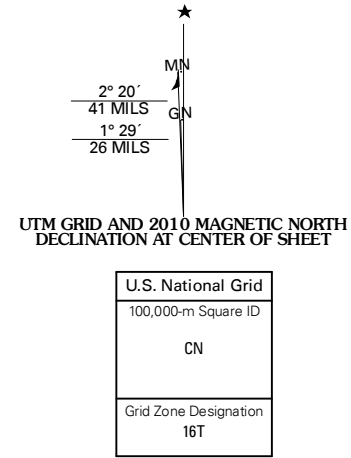 MN
2° 20´
41 MILS
GN
1° 29´
26 MILS
UTM GRID AND 2010 MAGNETIC NORTH
DECLINATION AT CENTER OF SHEET
U.S. National Grid
100,000-m Square ID
CN
Grid Zone Designation
16T